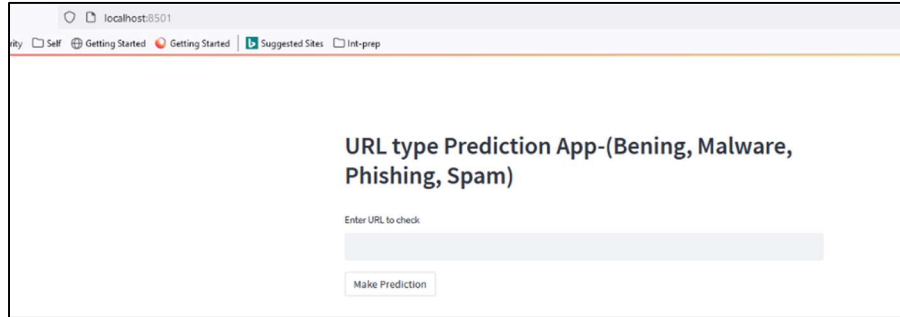 localhost:8501
rity Self Getting Started Getting Started Suggested Sites Int-prep
URL type Prediction App-(Bening, Malware,
Phishing, Spam)
Enter URL to check
Make Prediction